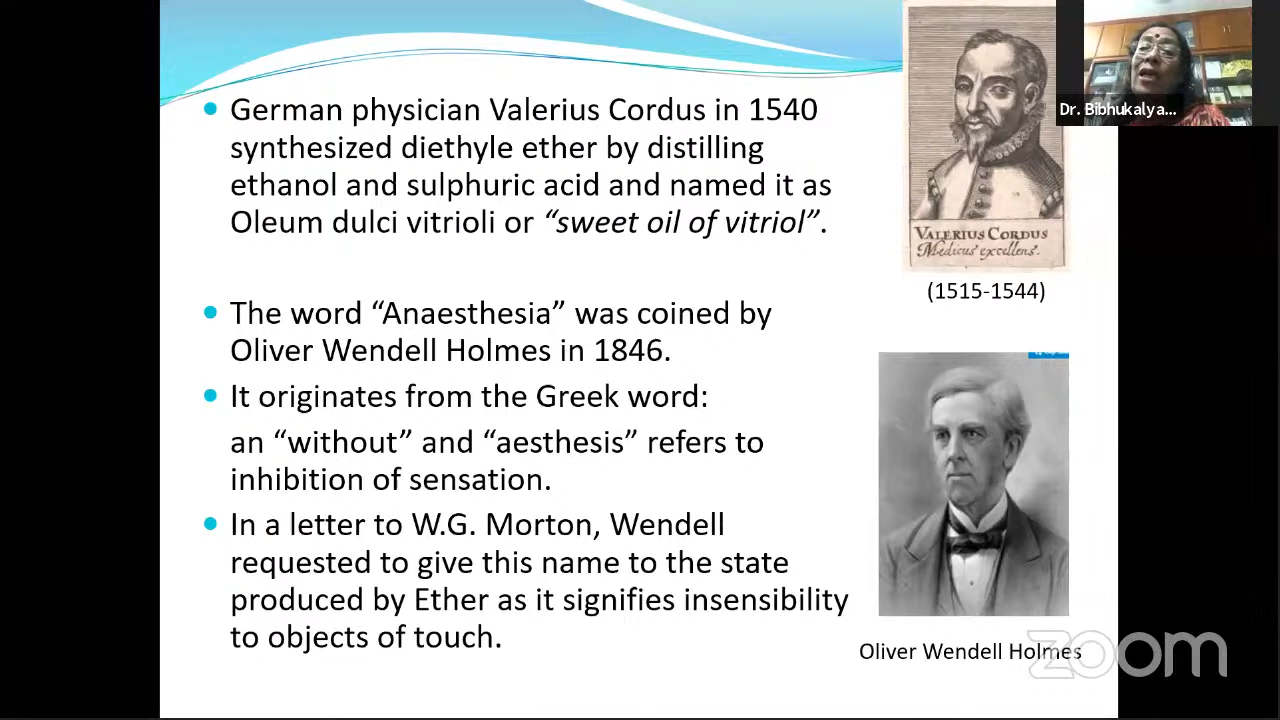 German physician Valerius Cordus in 1540
synthesized diethyle ether by distilling
ethanol and sulphuric acid and named it as
Oleum dulci vitrioli or “sweet oil of vitriol”.
The word “Anaesthesia” was coined by
Oliver Wendell Holmes in 1846.
It originates from the Greek word:
an “without” and “aesthesis” refers to
inhibition of sensation.
In a letter to W.G. Morton, Wendell
requested to give this name to the state
produced by Ether as it signifies insensibility
to objects of touch.
VALERIUS CORDUS
Medicus excellens.
(1515-1544)
Oliver Wendell Holmes
Dr. Bibhukalya...
zoom